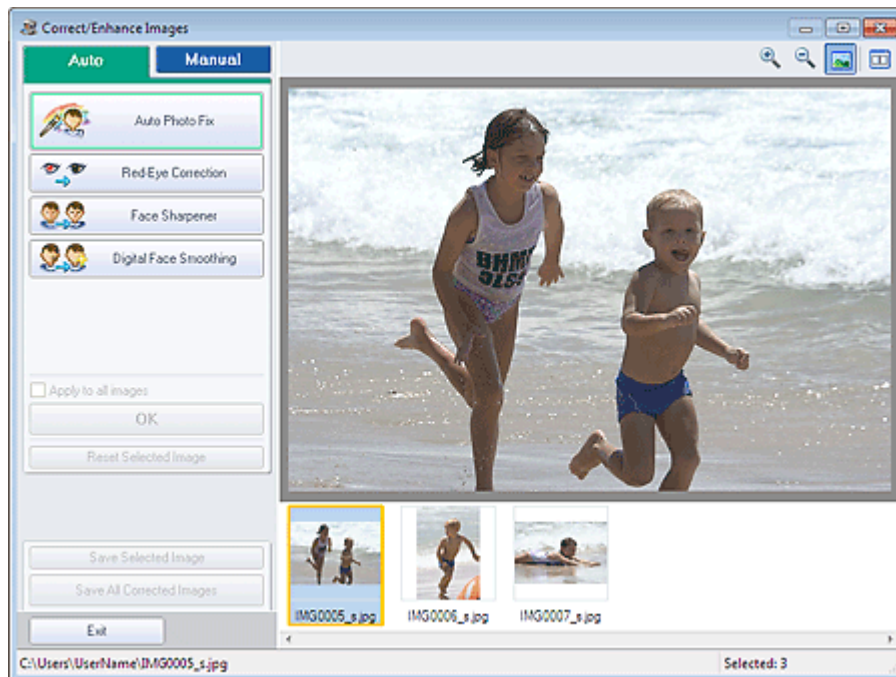 Correct/Enhance Images
Auto
Manual
Auto Photo Fix
Red-Eye Correction
Face Sharpener
Digital Face Smoothing
Apply to all images
OK
Reset Selected Image
Save Selected Image
Save All Corrected Images
Exit
BHMA
IMG0005_s.jpg
IMG0006_s.jpg
IMG0007_s.jpg
C:\Users\UserName\IMG0005_s.jpg
Selected: 3